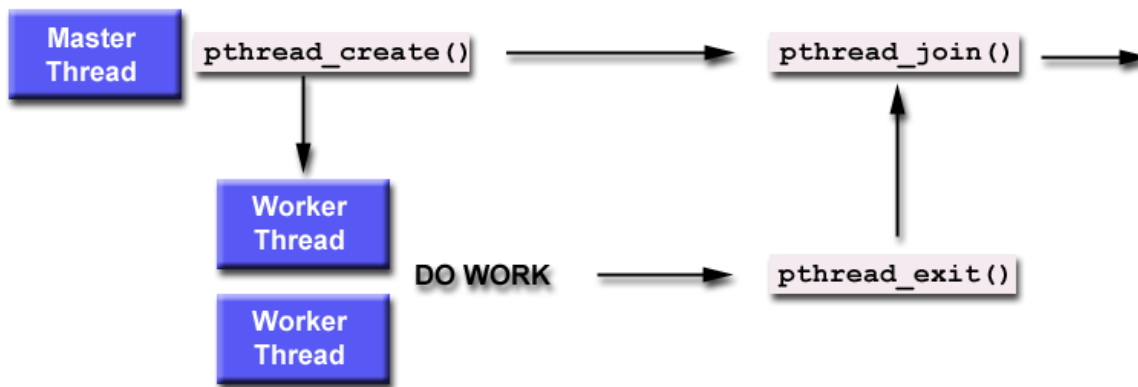 Master
Thread
pthread_create()
pthread_join()
Worker
Thread
DO WORK
pthread_exit()
Worker
Thread